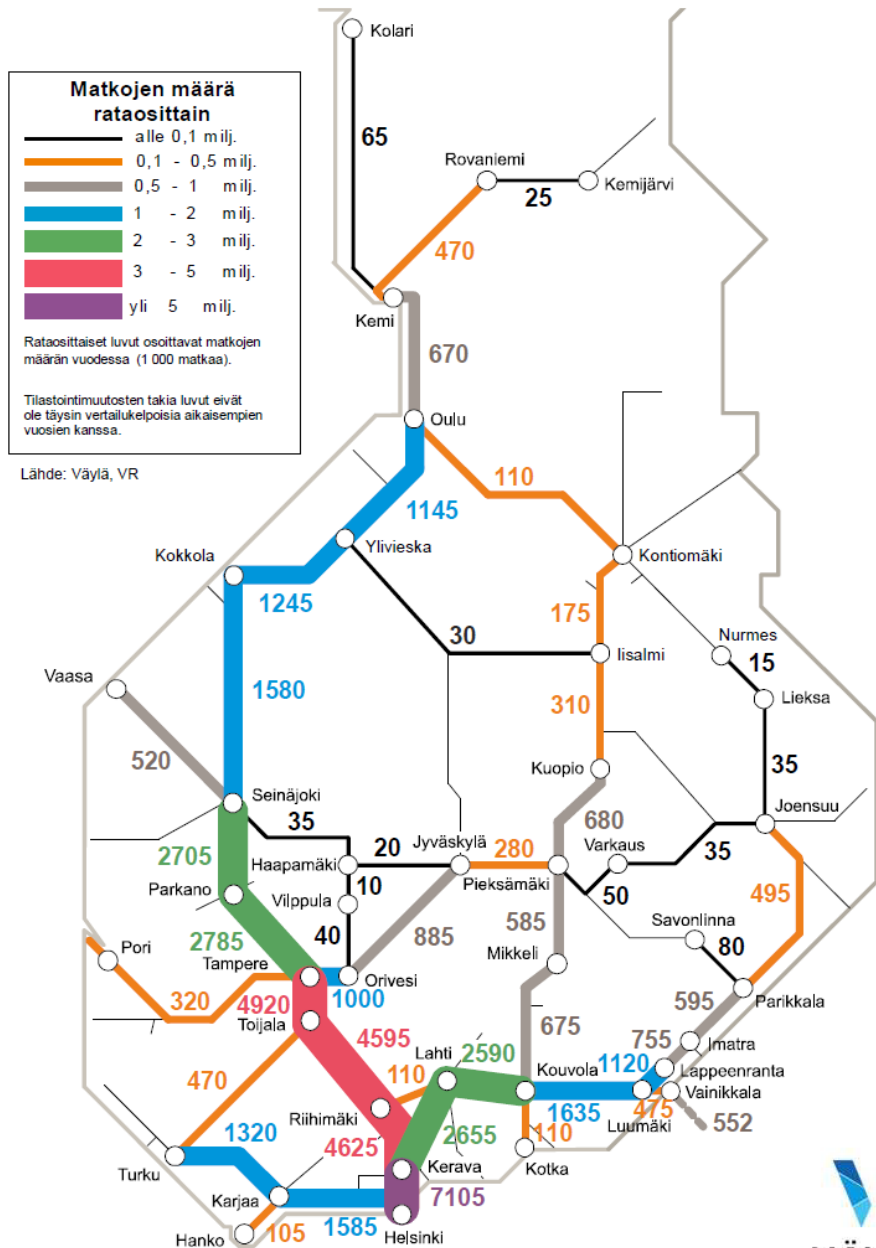 Kolari
Matkojen määrä
rataosittain
alle 0,1 milj.
0,1 - 0,5 milj.
0,5 - 1 milj.
1 - 2 milj.
2 - 3 milj.
3 - 5 milj.
yli 5 milj.
Rataosittaiset luvut osoittavat matkojen
määrän vuodessa (1 000 matkaa).
Tilastointimuutosten takia luvut eivät
ole täysin vertailukelpoisia aikaisempien
vuosien kanssa.
Lähde: Väylä, VR
65
Rovaniemi
Kemijärvi
25
470
Kemi
670
Oulu
110
1145
Ylivieska
Kokkola
Kontiomäki
1245
175
Nurmes
30
Iisalmi
15
Vaasa
1580
310
Lieksa
520
Kuopio
35
Seinäjoki
Joensuu
35
680
Jyväskylä
Varkaus
2705
Haapamäki
20
280
35
Parkano
10
Pieksämäki
50
495
Vilppula
Savonlinna
2785
40
885
585
Pori
Mikkeli
80
Tampere
Orivesi
1000
320
4920
595
Parikkala
Toijala
675
4595
2590
755
Imatra
Lahti
Kouvola
1120
Lappeenranta
470
110
Vainikkala
Riihimäki
1635
475
Luumäki
552
1320
4625
2655
110
Turku
Kerava
Kotka
Karjaa
7105
Hanko
105
1585
Helsinki